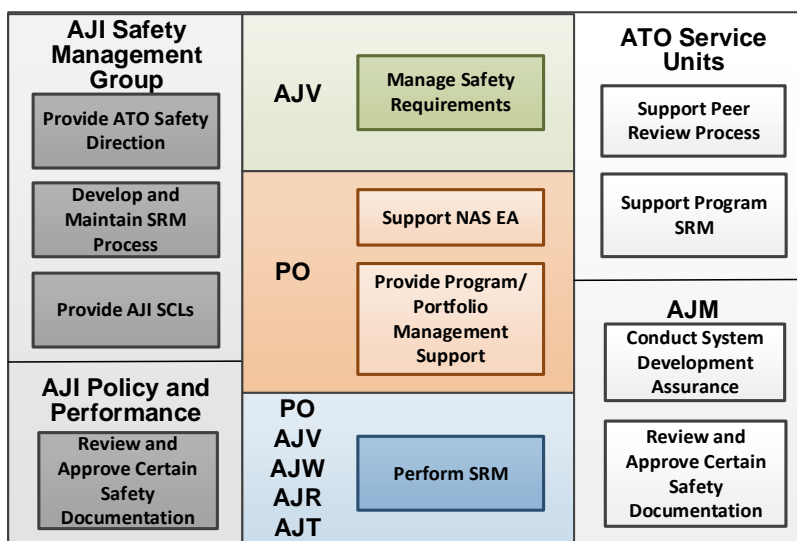 AJI Safety
Management
Group
Provide ATO Safety
Direction
Develop and
Maintain SRM
Process
Provide AJI SCLs
AJI Policy and
Performance
Review and
Approve Certain
Safety
Documentation
AJV
Manage Safety
Requirements
PO
Support NAS EA
Provide Program/
Portfolio
Management
Support
PO
AJV
AJW
AJR
AJT
Perform SRM
ATO Service
Units
Support Peer
Review Process
Support Program
SRM
AJM
Conduct System
Development
Assurance
Review and
Approve Certain
Safety
Documentation